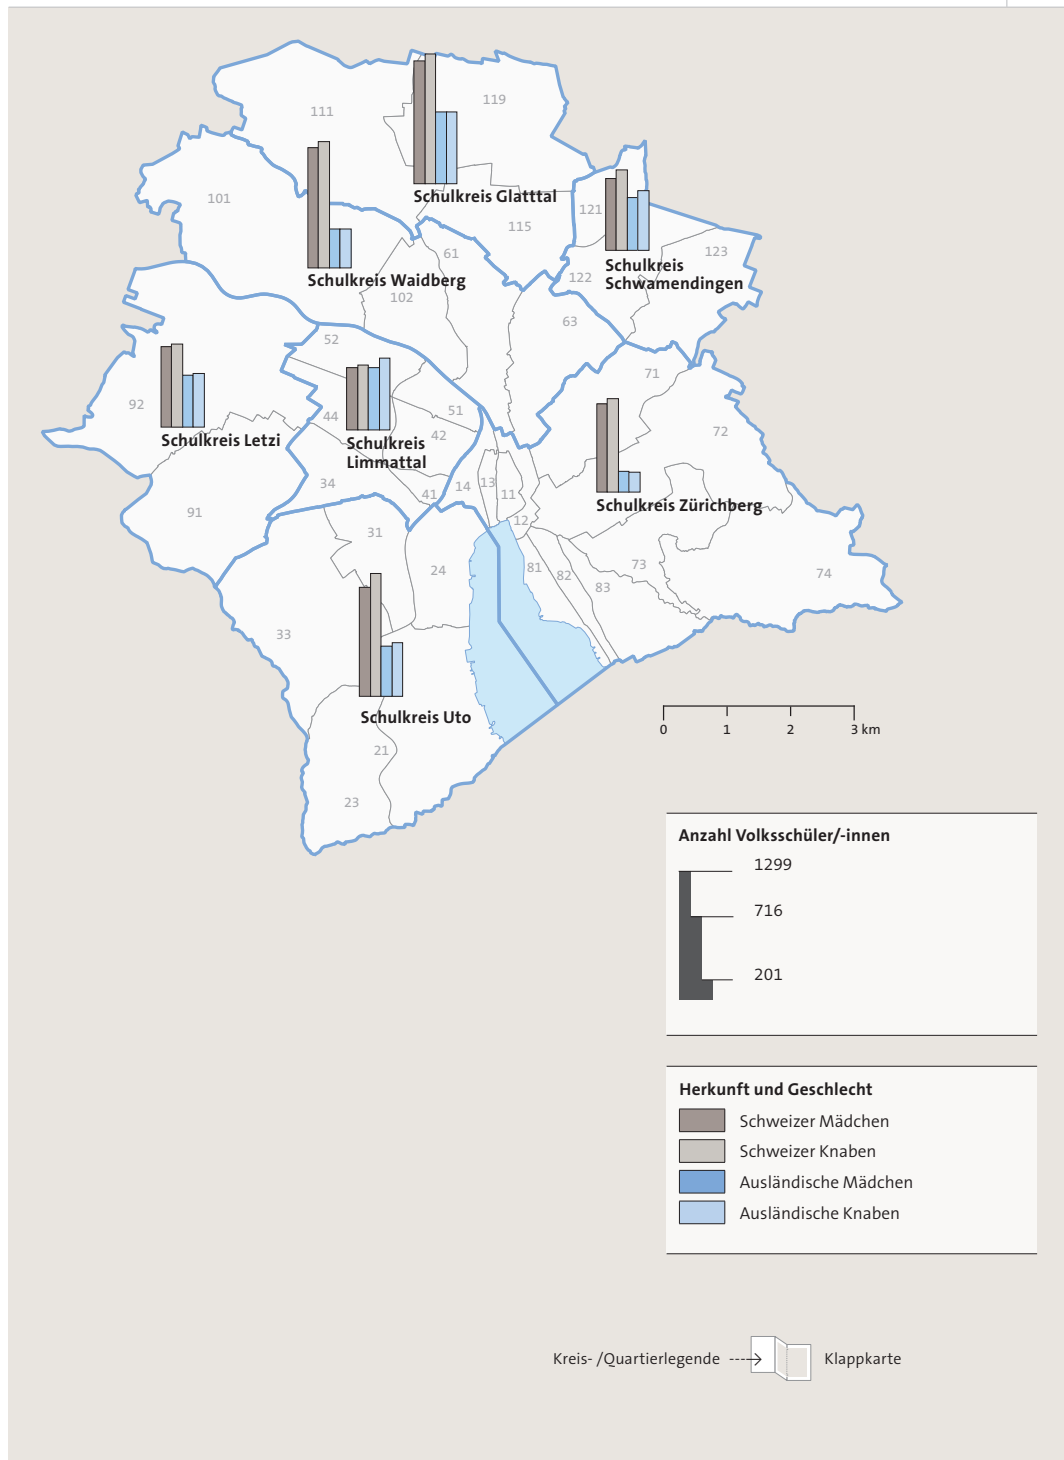 111
119
101
Schulkreis Glatttal
121
115
123
61
Schulkreis
Schwamendingen
122
Schulkreis Waidberg
102
63
52
71
92
44
51
72
42
Schulkreis Letzi
Schulkreis
Limmattal
34
41
14
13
11
Schulkreis Zürichberg
91
12
31
24
81
82
83
73
74
33
Schulkreis Uto
21
23
0 1 2 3 km
Anzahl Volksschüler/-innen
1299
716
201
Herkunft und Geschlecht
Schweizer Mädchen
Schweizer Knaben
Ausländische Mädchen
Ausländische Knaben
Kreis- /Quartierlegende Klappkarte